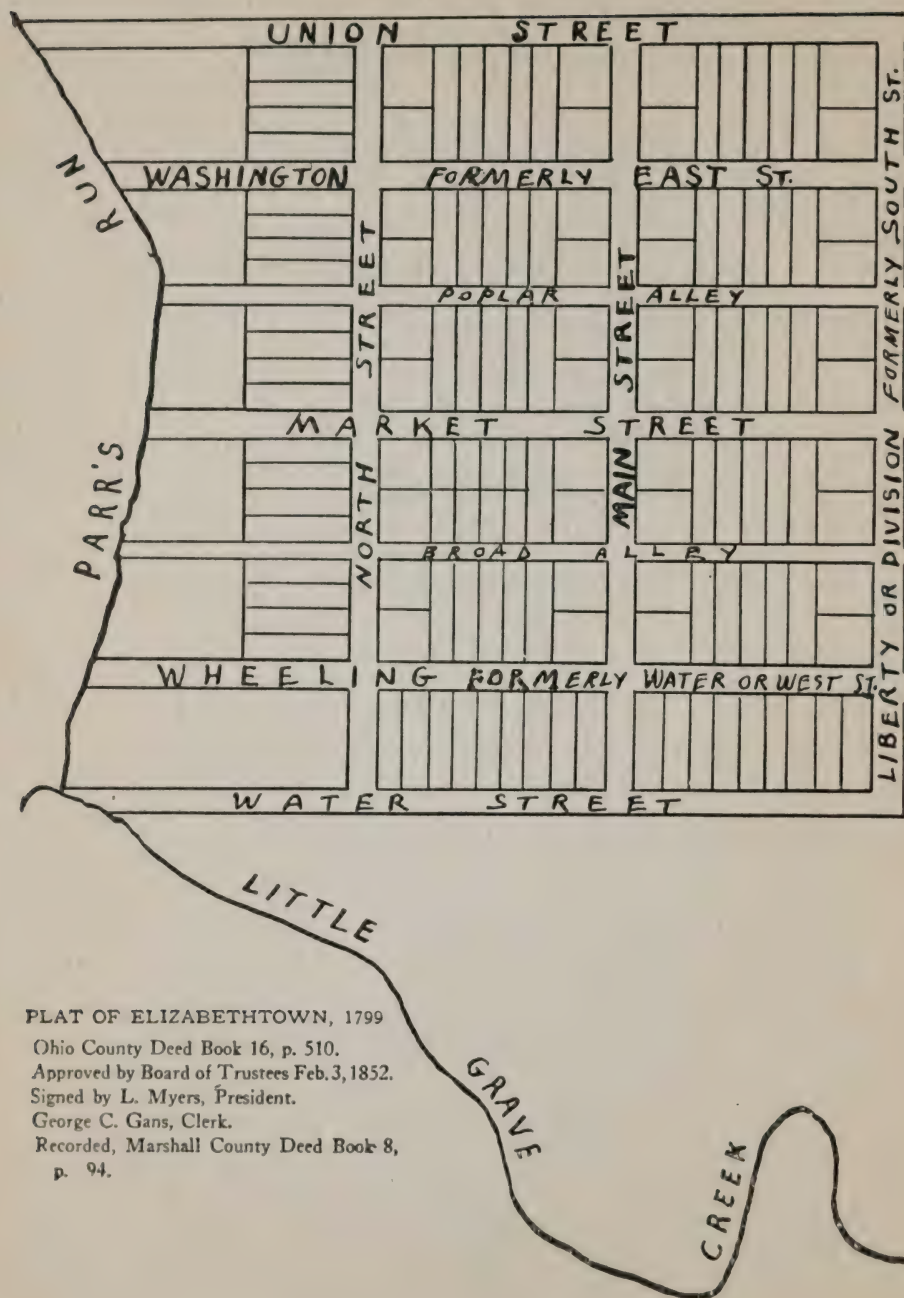 UNION STREET
PARR'S RUN
WASHINGTON FORMERLY EAST ST.
POPLAR ALLEY
NORTH STREET
MAIN STREET
MARKET STREET
BROAD ALLEY
LIBERTY OR DIVISION FORMERLY SOUTH ST.
WHEELING FORMERLY WATER OR WEST ST.
WATER STREET
LITTLE GRAVE CREEK
PLAT OF ELIZABETHTOWN, 1799
Ohio County Deed Book 16, p. 510.
Approved by Board of Trustees Feb. 3, 1852.
Signed by L. Myers, President.
George C. Gans, Clerk.
Recorded, Marshall County Deed Book 8,
p. 94.